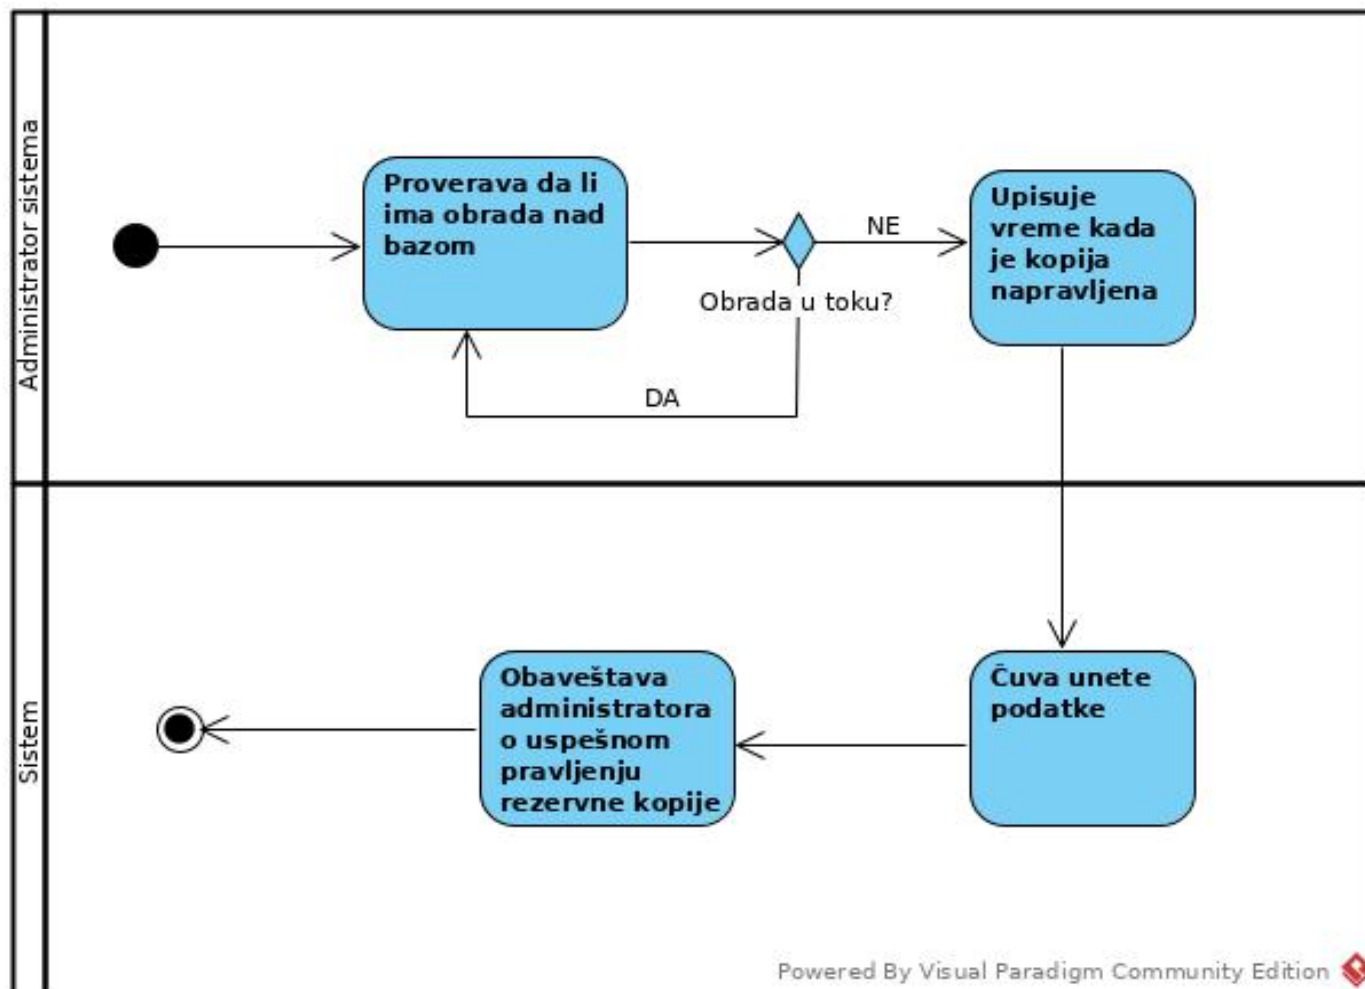 Administrator sistema
Proverava da li
ima obrada nad
bazom
NE
Obrada u toku?
DA
Upisuje
vreme kada
je kopija
napravljena
Sistem
Obaveštava
administratora
o uspešnom
pravljenju
rezervne kopije
Čuva unete
podatke
Powered By Visual Paradigm Community Edition